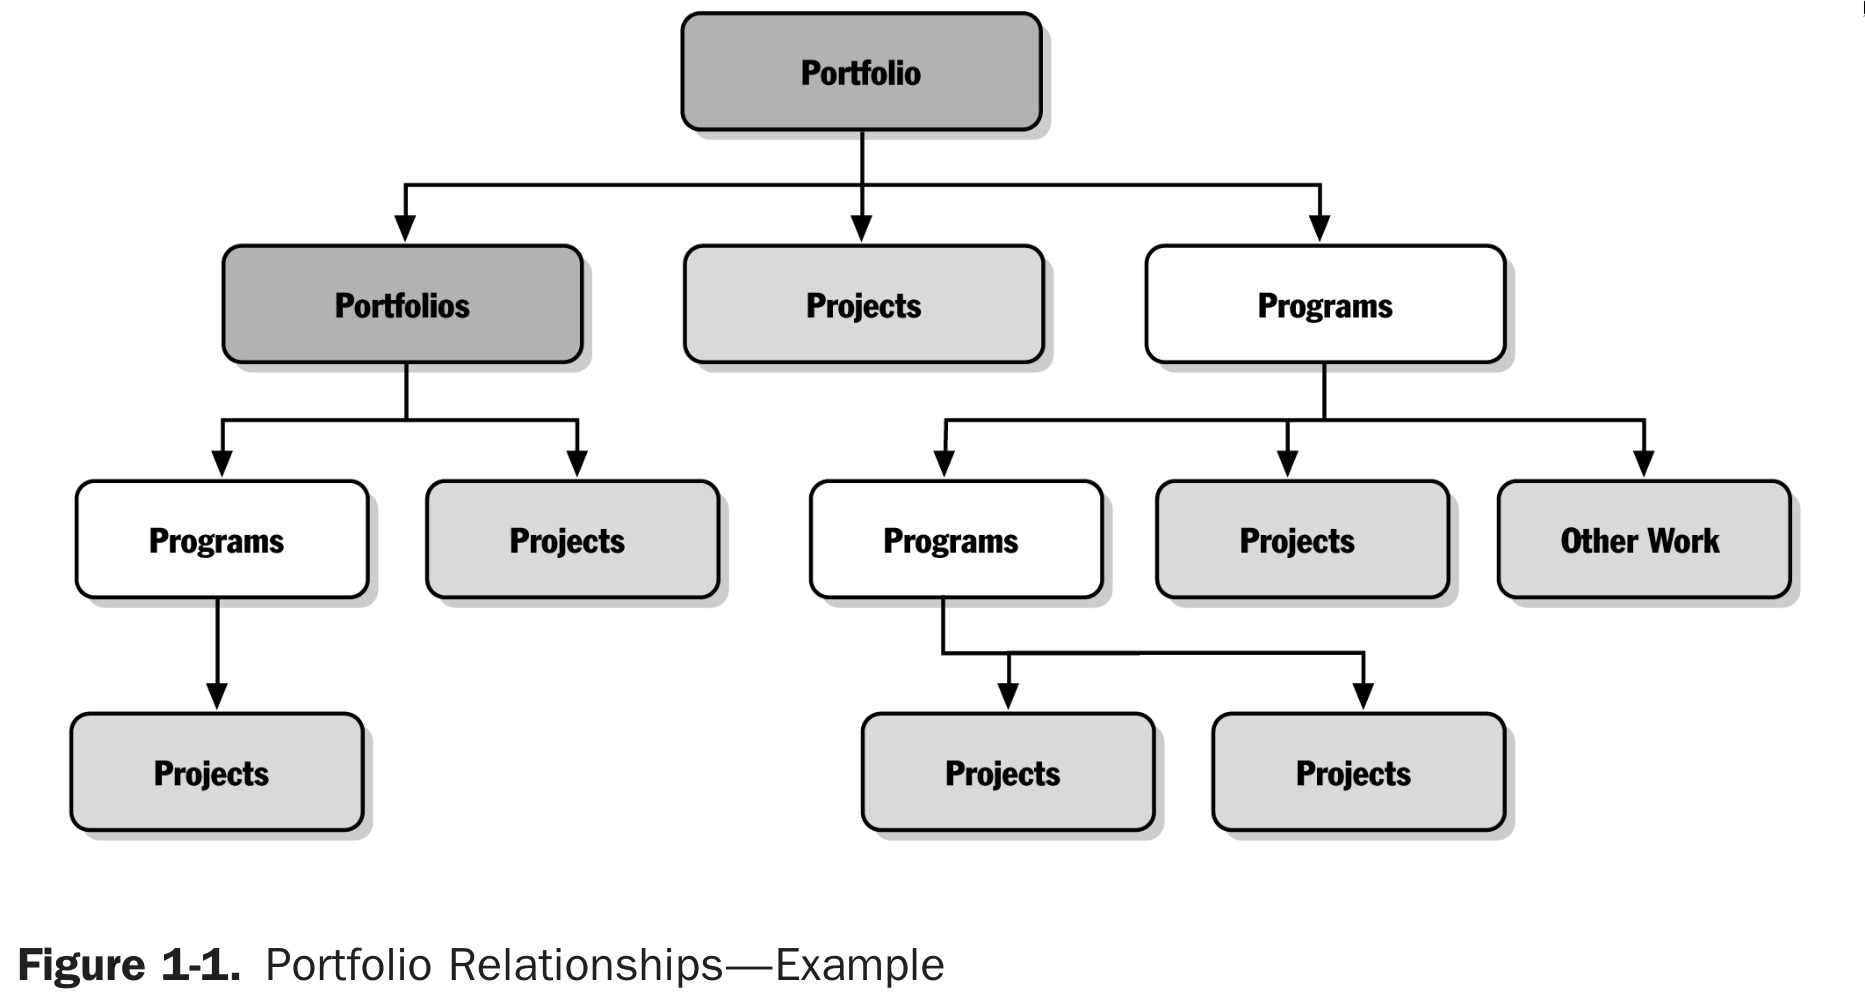 Portfolio
Portfolios
Projects
Programs
Programs
Projects
Programs
Projects
Other Work
Projects
Projects
Projects
Figure 1-1. Portfolio Relationships—Example